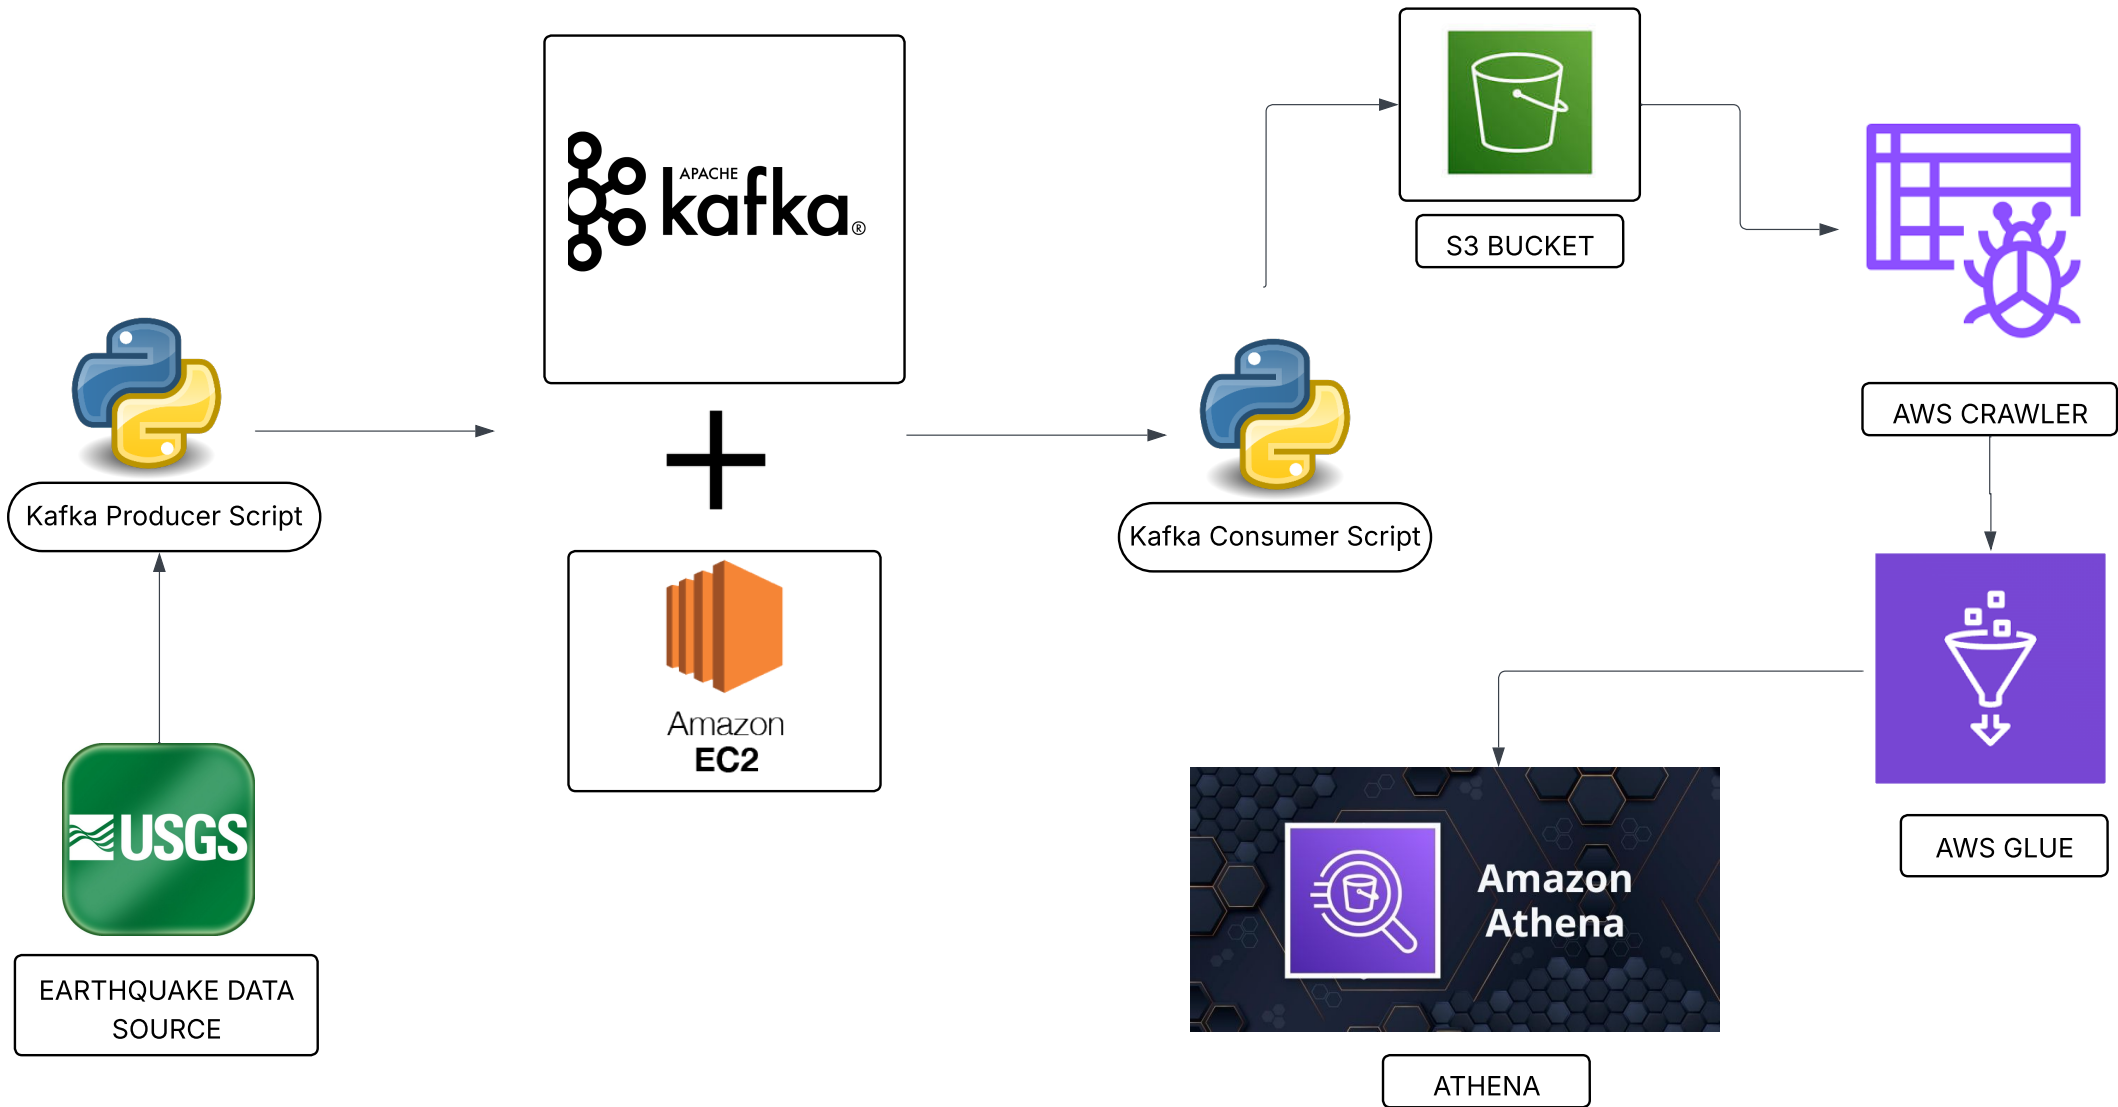 APACHE
kafka®
S3 BUCKET
AWS CRAWLER
Kafka Producer Script
Kafka Consumer Script
Amazon
EC2
USGS
EARTHQUAKE DATA
SOURCE
AWS GLUE
Amazon
Athena
ATHENA